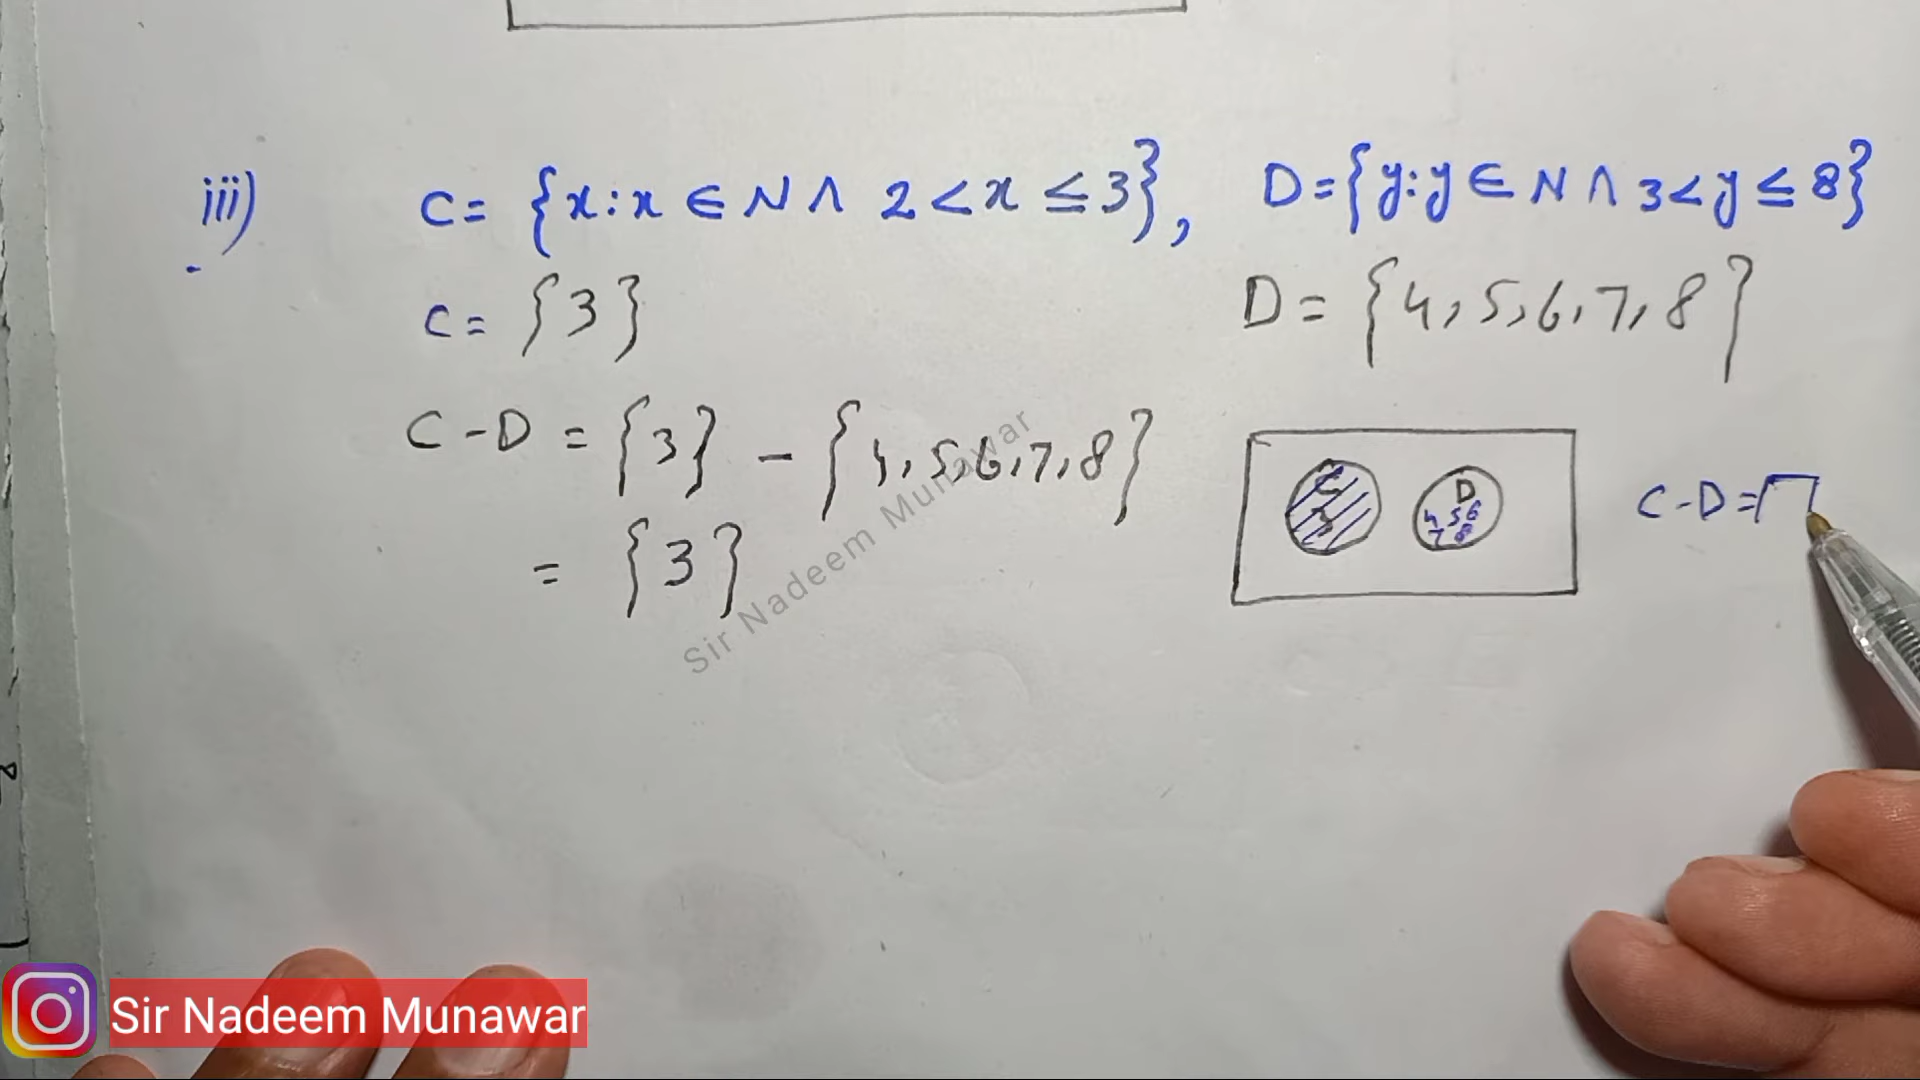 iii) C = {x : x ∈ N ∧ 2 < x ≤ 3}, D = {y : y ∈ N ∧ 3 < y ≤ 8}
C = {3} D = {4, 5, 6, 7, 8}
C - D = {3} - {4, 5, 6, 7, 8}
= {3}
C D
3 4 5 6
7 8
C - D =
Sir Nadeem Munawar
Sir Nadeem Munawar